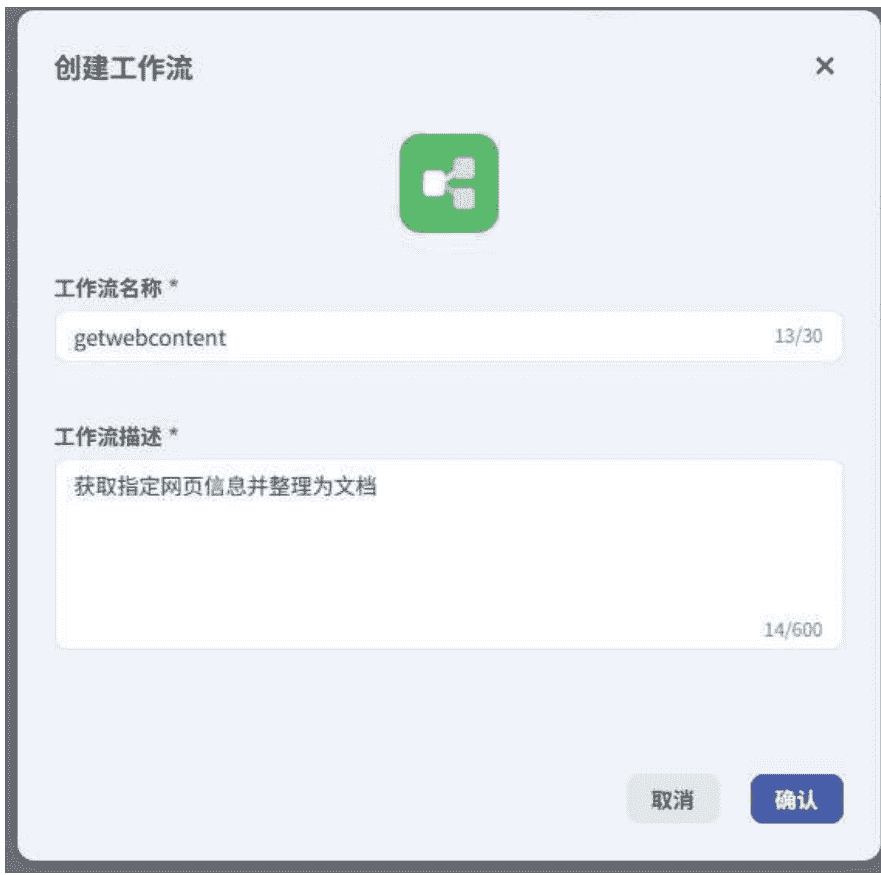 创建工作流
工作流名称 *
getwebcontent
13/30
工作流描述 *
获取指定网页信息并整理为文档
14/600
取消
确认